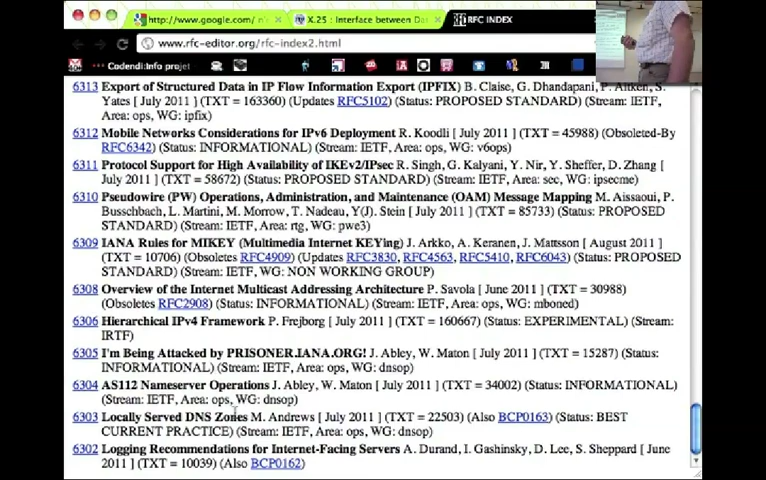 http://www.google.com/
X.25 : Interface between Da
RFC INDEX
www.rfc-editor.org/rfc-index2.html
Codendi:Info projet
6313 Export of Structured Data in IP Flow Information Export (IPFIX) B. Claise, G. Dhandapani, P. Aitken, S.
Yates [ July 2011 ] (TXT = 163360) (Updates RFC5102) (Status: PROPOSED STANDARD) (Stream: IETF,
Area: ops, WG: ipfix)
6312 Mobile Networks Considerations for IPv6 Deployment R. Koodli [ July 2011 ] (TXT = 45988) (Obsoleted-By
RFC6342) (Status: INFORMATIONAL) (Stream: IETF, Area: ops, WG: v6ops)
6311 Protocol Support for High Availability of IKEv2/IPsec R. Singh, G. Kalyani, Y. Nir, Y. Sheffer, D. Zhang [
July 2011 ] (TXT = 58672) (Status: PROPOSED STANDARD) (Stream: IETF, Area: sec, WG: ipsecme)
6310 Pseudowire (PW) Operations, Administration, and Maintenance (OAM) Message Mapping M. Aissaoui, P.
Busschbach, L. Martini, M. Morrow, T. Nadeau, Y(J). Stein [ July 2011 ] (TXT = 85733) (Status: PROPOSED
STANDARD) (Stream: IETF, Area: rtg, WG: pwe3)
6309 IANA Rules for MIKEY (Multimedia Internet KEYing) J. Arkko, A. Keranen, J. Mattsson [ August 2011 ]
(TXT = 10706) (Obsoletes RFC4909) (Updates RFC3830, RFC4563, RFC5410, RFC6043) (Status: PROPOSED
STANDARD) (Stream: IETF, WG: NON WORKING GROUP)
6308 Overview of the Internet Multicast Addressing Architecture P. Savola [ June 2011 ] (TXT = 30988)
(Obsoletes RFC2908) (Status: INFORMATIONAL) (Stream: IETF, Area: ops, WG: mboned)
6306 Hierarchical IPv4 Framework P. Frejborg [ July 2011 ] (TXT = 160667) (Status: EXPERIMENTAL) (Stream:
IRTF)
6305 I'm Being Attacked by PRISONER.IANA.ORG! J. Abley, W. Maton [ July 2011 ] (TXT = 15287) (Status:
INFORMATIONAL) (Stream: IETF, Area: ops, WG: dnsop)
6304 AS112 Nameserver Operations J. Abley, W. Maton [ July 2011 ] (TXT = 34002) (Status: INFORMATIONAL)
(Stream: IETF, Area: ops, WG: dnsop)
6303 Locally Served DNS Zones M. Andrews [ July 2011 ] (TXT = 22503) (Also BCP0163) (Status: BEST
CURRENT PRACTICE) (Stream: IETF, Area: ops, WG: dnsop)
6302 Logging Recommendations for Internet-Facing Servers A. Durand, I. Gashinsky, D. Lee, S. Sheppard [ June
2011 ] (TXT = 10039) (Also BCP0162)